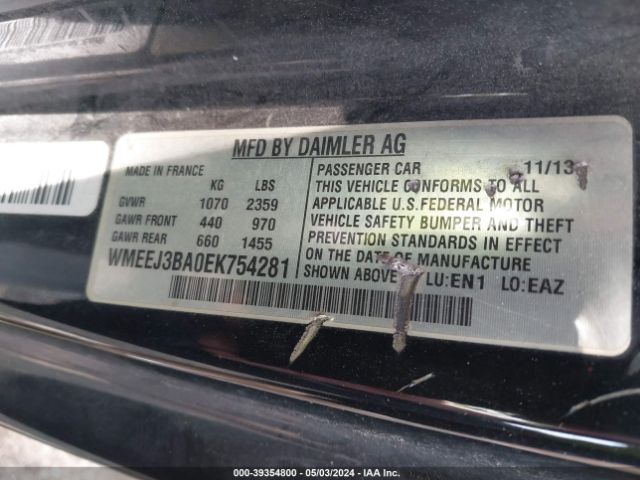 MFD BY DAIMLER AG
MADE IN FRANCE
KG LBS
GVWR 1070 2359
GAWR FRONT 440 970
GAWR REAR 660 1455
WMEEJ3BA0EK754281
PASSENGER CAR 11/13
THIS VEHICLE CONFORMS TO ALL
APPLICABLE U.S.FEDERAL MOTOR
VEHICLE SAFETY BUMPER AND THEFT
PREVENTION STANDARDS IN EFFECT
ON THE DATE OF MANUFACTURE
SHOWN ABOVE LU:EN1 LO:EAZ
000-39354800 - 05/03/2024 - IAA Inc.